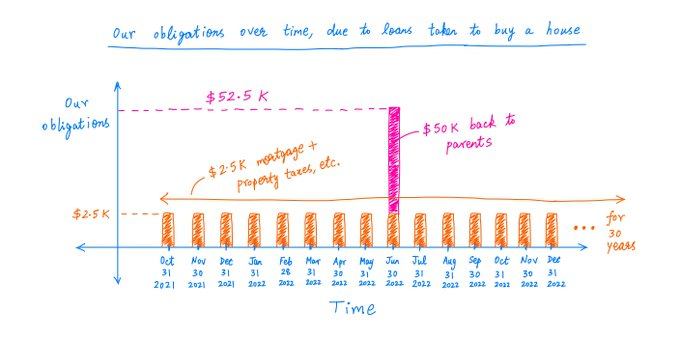 Our obligations over time, due to loans taken to buy a house
Our
obligations
$52.5 K
$50K back to
parents
$2.5K mortgage +
property taxes, etc.
$2.5K
... for
30
years
Oct Nov Dec Jan Feb Mar Apr May Jun Jul Aug Sep Oct Nov Dec
31 30 31 31 28 31 30 31 30 31 31 30 31 30 31
2021 2021 2021 2022 2022 2022 2022 2022 2022 2022 2022 2022 2022 2022 2022
Time